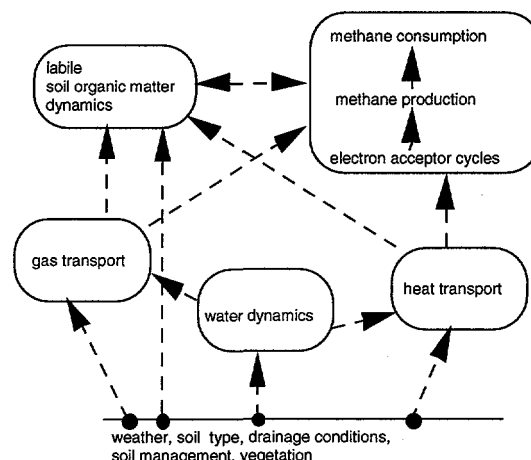 labile
soil organic matter
dynamics
methane consumption
methane production
electron acceptor cycles
gas transport
water dynamics
heat transport
weather, soil type, drainage conditions,
soil management, vegetation